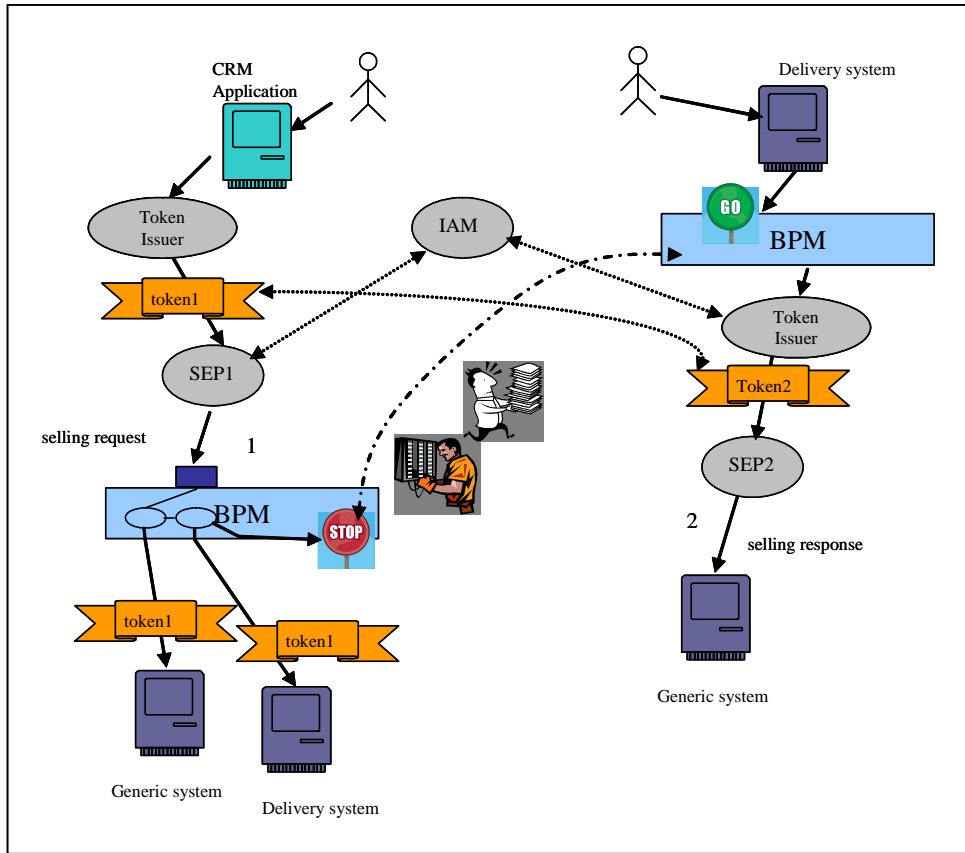 CRM
Application
Delivery system
Token
Issuer
IAM
GO
BPM
token1
Token
Issuer
SEP1
Token2
selling request
1
SEP2
BPM
STOP
2
selling response
token1
token1
Generic system
Generic system
Delivery system